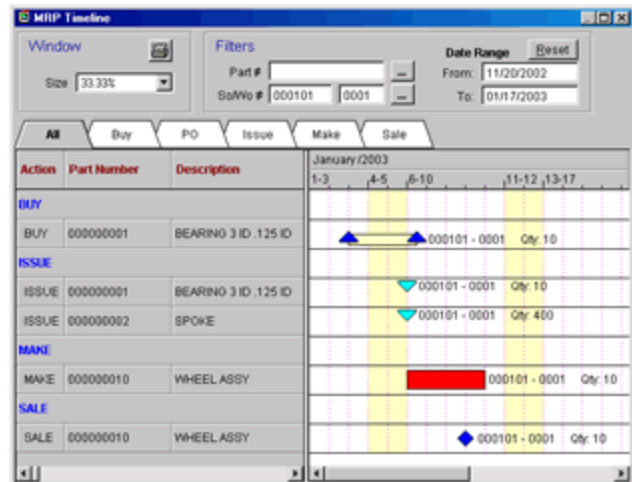 MRP Timeline
Window
Size 33.33%
Filters
Part #
...
So/Wo # 000101 0001 ...
Date Range Reset
From: 11/20/2002
To: 01/17/2003
All Buy PO Issue Make Sale
Action Part Number Description
January /2003
1-3 4-5 6-10 11-12 13-17
BUY
BUY 000000001 BEARING 3 ID .125 ID 000101 - 0001 Qty: 10
ISSUE
ISSUE 000000001 BEARING 3 ID .125 ID 000101 - 0001 Qty: 10
ISSUE 000000002 SPOKE 000101 - 0001 Qty: 400
MAKE
MAKE 000000010 WHEEL ASSY 000101 - 0001 Qty: 10
SALE
SALE 000000010 WHEEL ASSY 000101 - 0001 Qty: 10